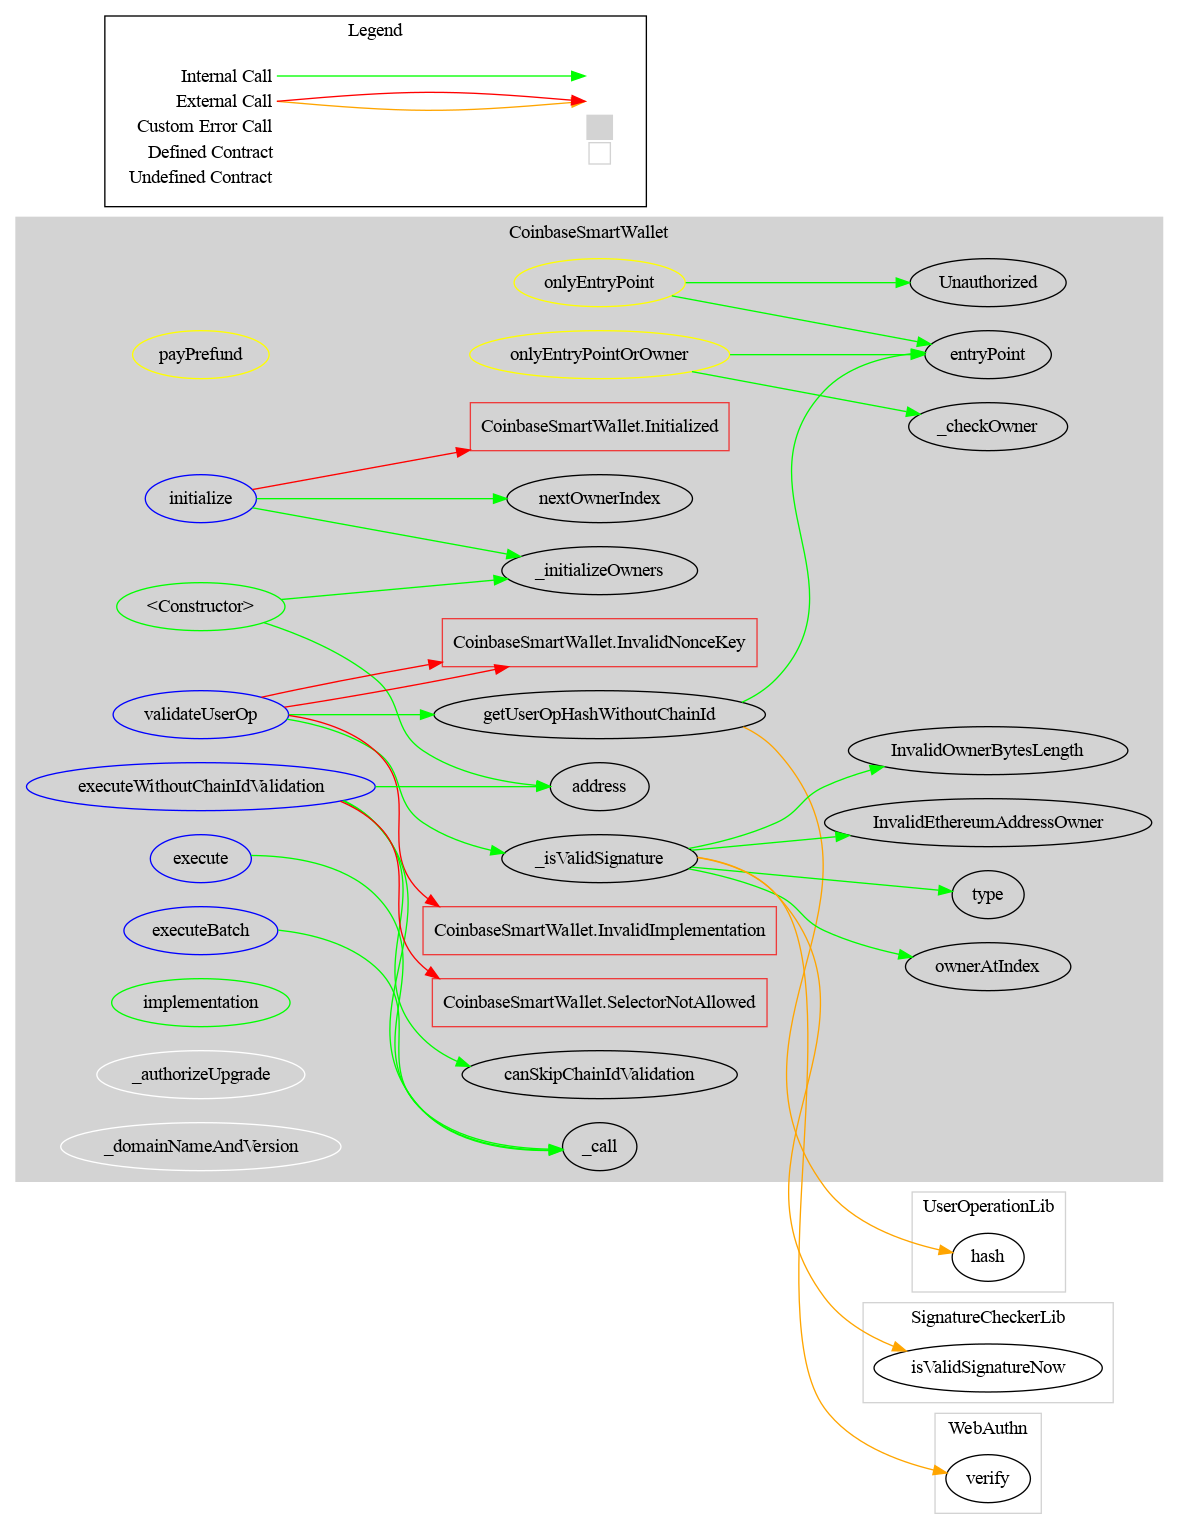 Legend
Internal Call
External Call
Custom Error Call
Defined Contract
Undefined Contract
CoinbaseSmartWallet
onlyEntryPoint
Unauthorized
payPrefund
onlyEntryPointOrOwner
entryPoint
CoinbaseSmartWallet.Initialized
_checkOwner
initialize
nextOwnerIndex
_initializeOwners
<Constructor>
CoinbaseSmartWallet.InvalidNonceKey
validateUserOp
getUserOpHashWithoutChainId
InvalidOwnerBytesLength
executeWithoutChainIdValidation
address
InvalidEthereumAddressOwner
execute
_isValidSignature
type
executeBatch
CoinbaseSmartWallet.InvalidImplementation
ownerAtIndex
implementation
CoinbaseSmartWallet.SelectorNotAllowed
_authorizeUpgrade
canSkipChainIdValidation
_domainNameAndVersion
_call
UserOperationLib
hash
SignatureCheckerLib
isValidSignatureNow
WebAuthn
verify